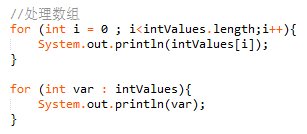 //处理数组
for (int i = 0 ; i<intValues.length;i++){
    System.out.println(intValues[i]);
}

for (int var : intValues){
    System.out.println(var);
}